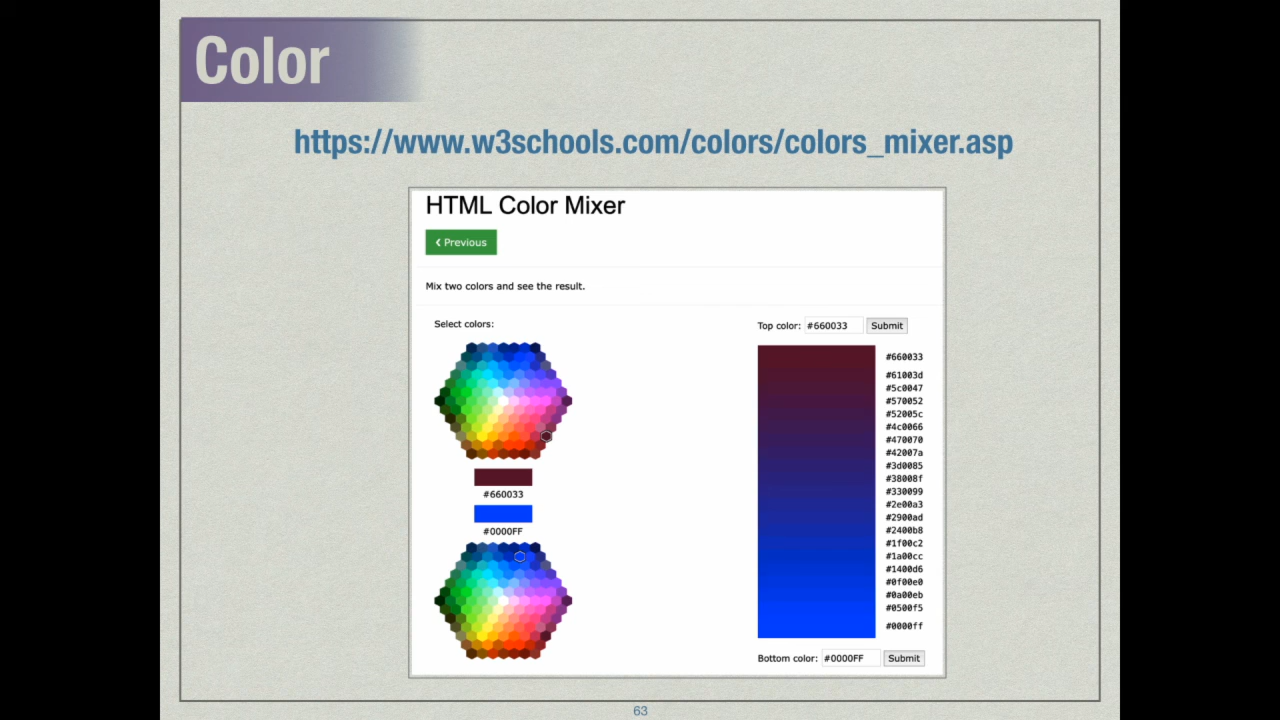 Color
https://www.w3schools.com/colors/colors_mixer.asp
HTML Color Mixer
❮ Previous
Mix two colors and see the result.
Select colors:
#660033
#0000FF
Top color: #660033 Submit
#660033
#61003d
#5c0047
#570052
#52005c
#4c0066
#470070
#42007a
#3d0085
#38008f
#330099
#2e00a3
#2900ad
#2400b8
#1f00c2
#1a00cc
#1400d6
#0f00e0
#0a00eb
#0500f5
#0000ff
Bottom color: #0000FF Submit
63